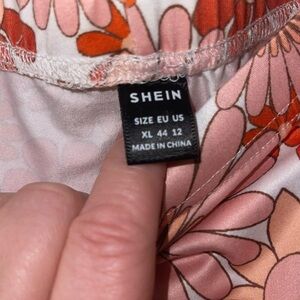 SHEIN
SIZE EU US
XL 44 12
MADE IN CHINA